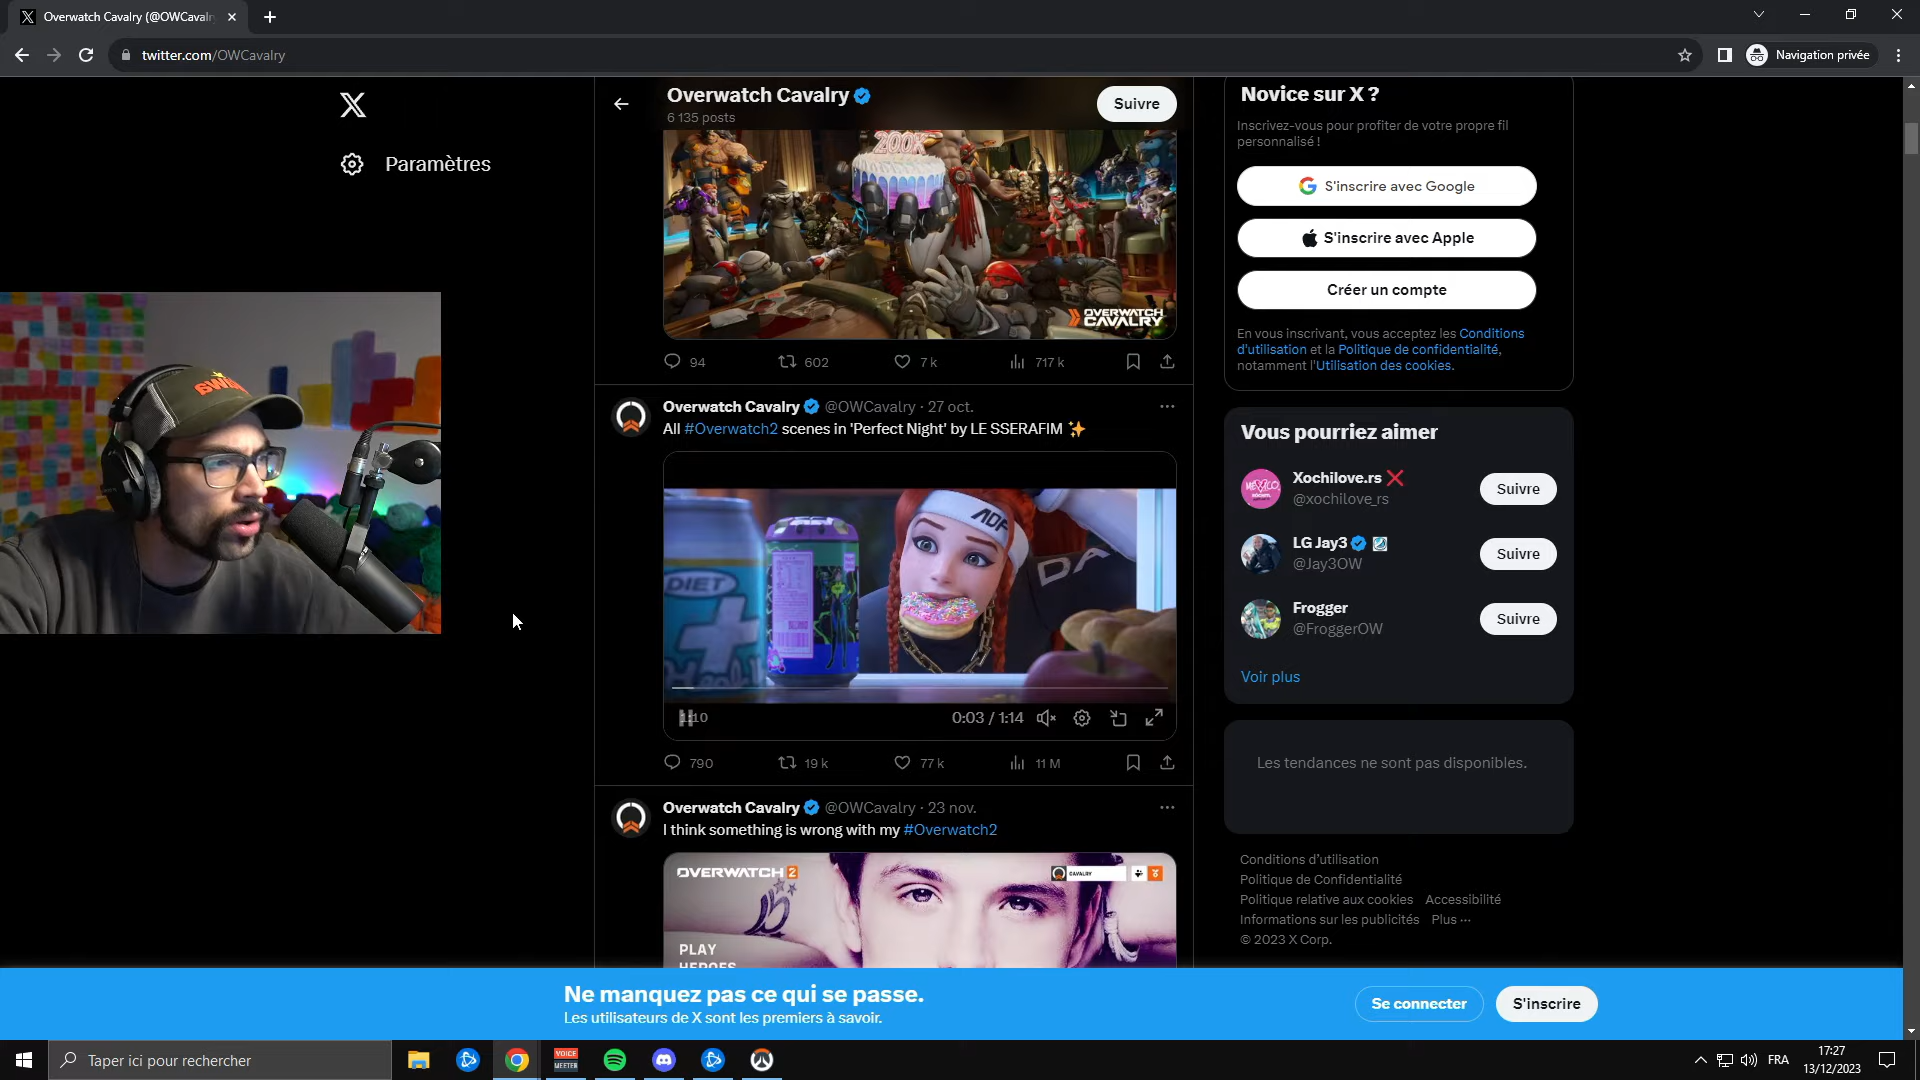 Overwatch Cavalry (@OWCavalr
twitter.com/OWCavalry
Navigation privée
Paramètres
Overwatch Cavalry
6 135 posts
Suivre
200K
OVERWATCH
CAVALRY
94
602
7 k
717 k
Overwatch Cavalry @OWCavalry · 27 oct.
All #Overwatch2 scenes in 'Perfect Night' by LE SSERAFIM ✨
DIET
1:10
0:03 / 1:14
790
19 k
77 k
11 M
Overwatch Cavalry @OWCavalry · 23 nov.
I think something is wrong with my #Overwatch2
OVERWATCH 2
CAVALRY
PLAY
HEROES
Novice sur X ?
Inscrivez-vous pour profiter de votre propre fil
personnalisé !
S'inscrire avec Google
S'inscrire avec Apple
Créer un compte
En vous inscrivant, vous acceptez les Conditions
d'utilisation et la Politique de confidentialité,
notamment l'Utilisation des cookies.
Vous pourriez aimer
Xochilove.rs ❌
@xochilove_rs
Suivre
LG Jay3
@Jay3OW
Suivre
Frogger
@FroggerOW
Suivre
Voir plus
Les tendances ne sont pas disponibles.
Conditions d'utilisation
Politique de Confidentialité
Politique relative aux cookies Accessibilité
Informations sur les publicités Plus ···
© 2023 X Corp.
Ne manquez pas ce qui se passe.
Les utilisateurs de X sont les premiers à savoir.
Se connecter
S'inscrire
Taper ici pour rechercher
VOICE
MEETER
FRA
17:27
13/12/2023